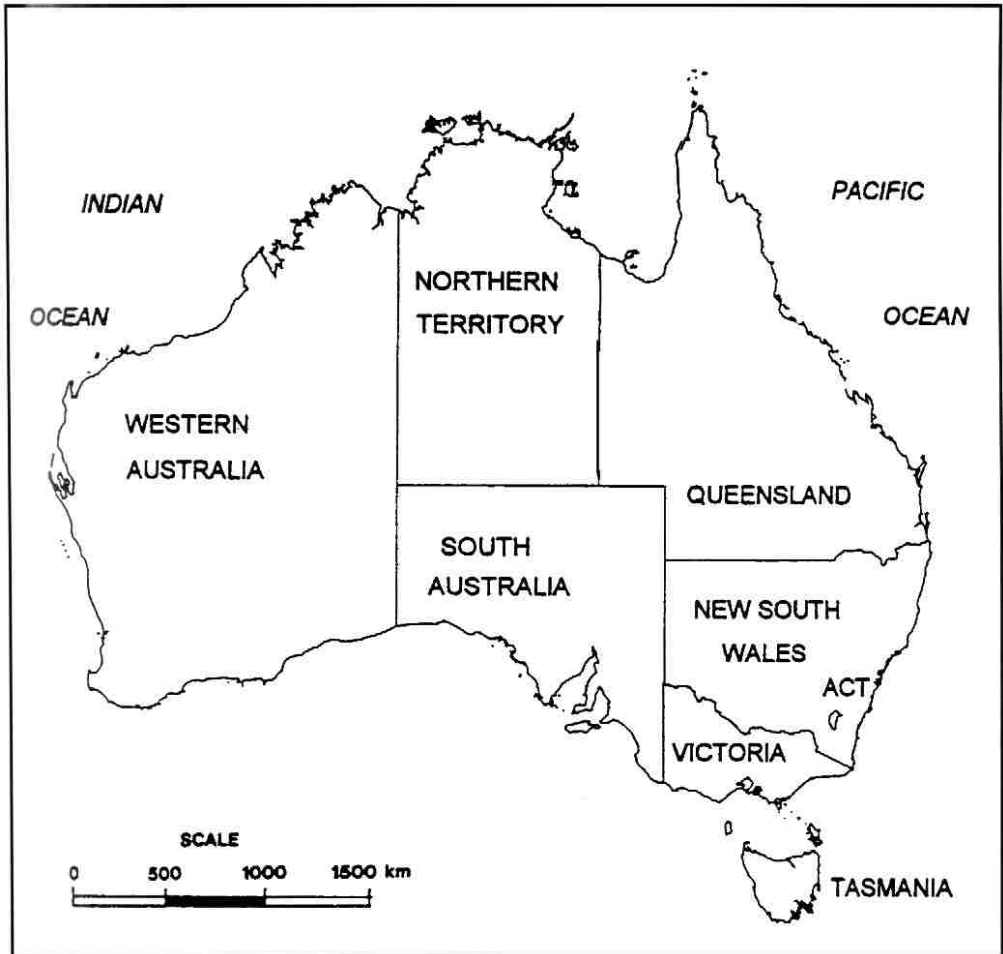 INDIAN
OCEAN
PACIFIC
OCEAN
NORTHERN
TERRITORY
WESTERN
AUSTRALIA
QUEENSLAND
SOUTH
AUSTRALIA
NEW SOUTH
WALES
ACT
VICTORIA
TASMANIA
SCALE
0 500 1000 1500 km